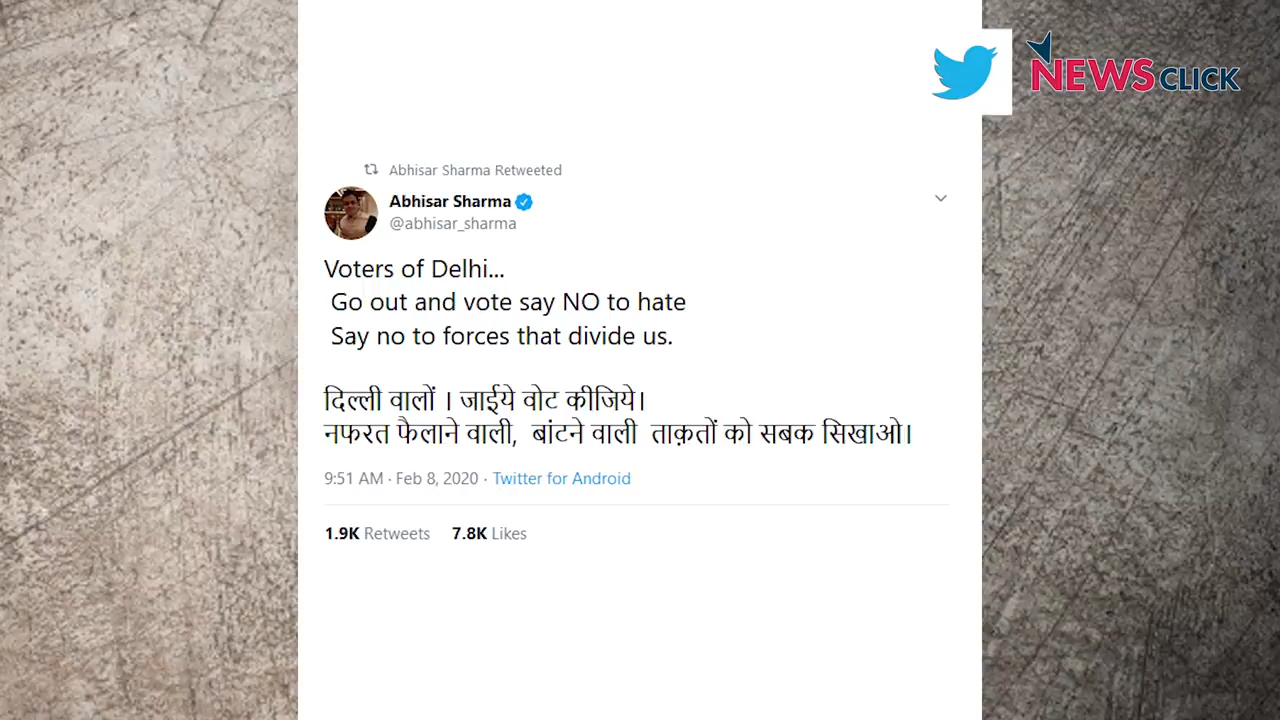 NEWSCLICK
Abhisar Sharma Retweeted
Abhisar Sharma
@abhisar_sharma
Voters of Delhi...
Go out and vote say NO to hate
Say no to forces that divide us.
दिल्ली वालों । जाईये वोट कीजिये।
नफरत फैलाने वाली, बांटने वाली ताक़तों को सबक सिखाओ।
9:51 AM · Feb 8, 2020 · Twitter for Android
1.9K Retweets 7.8K Likes